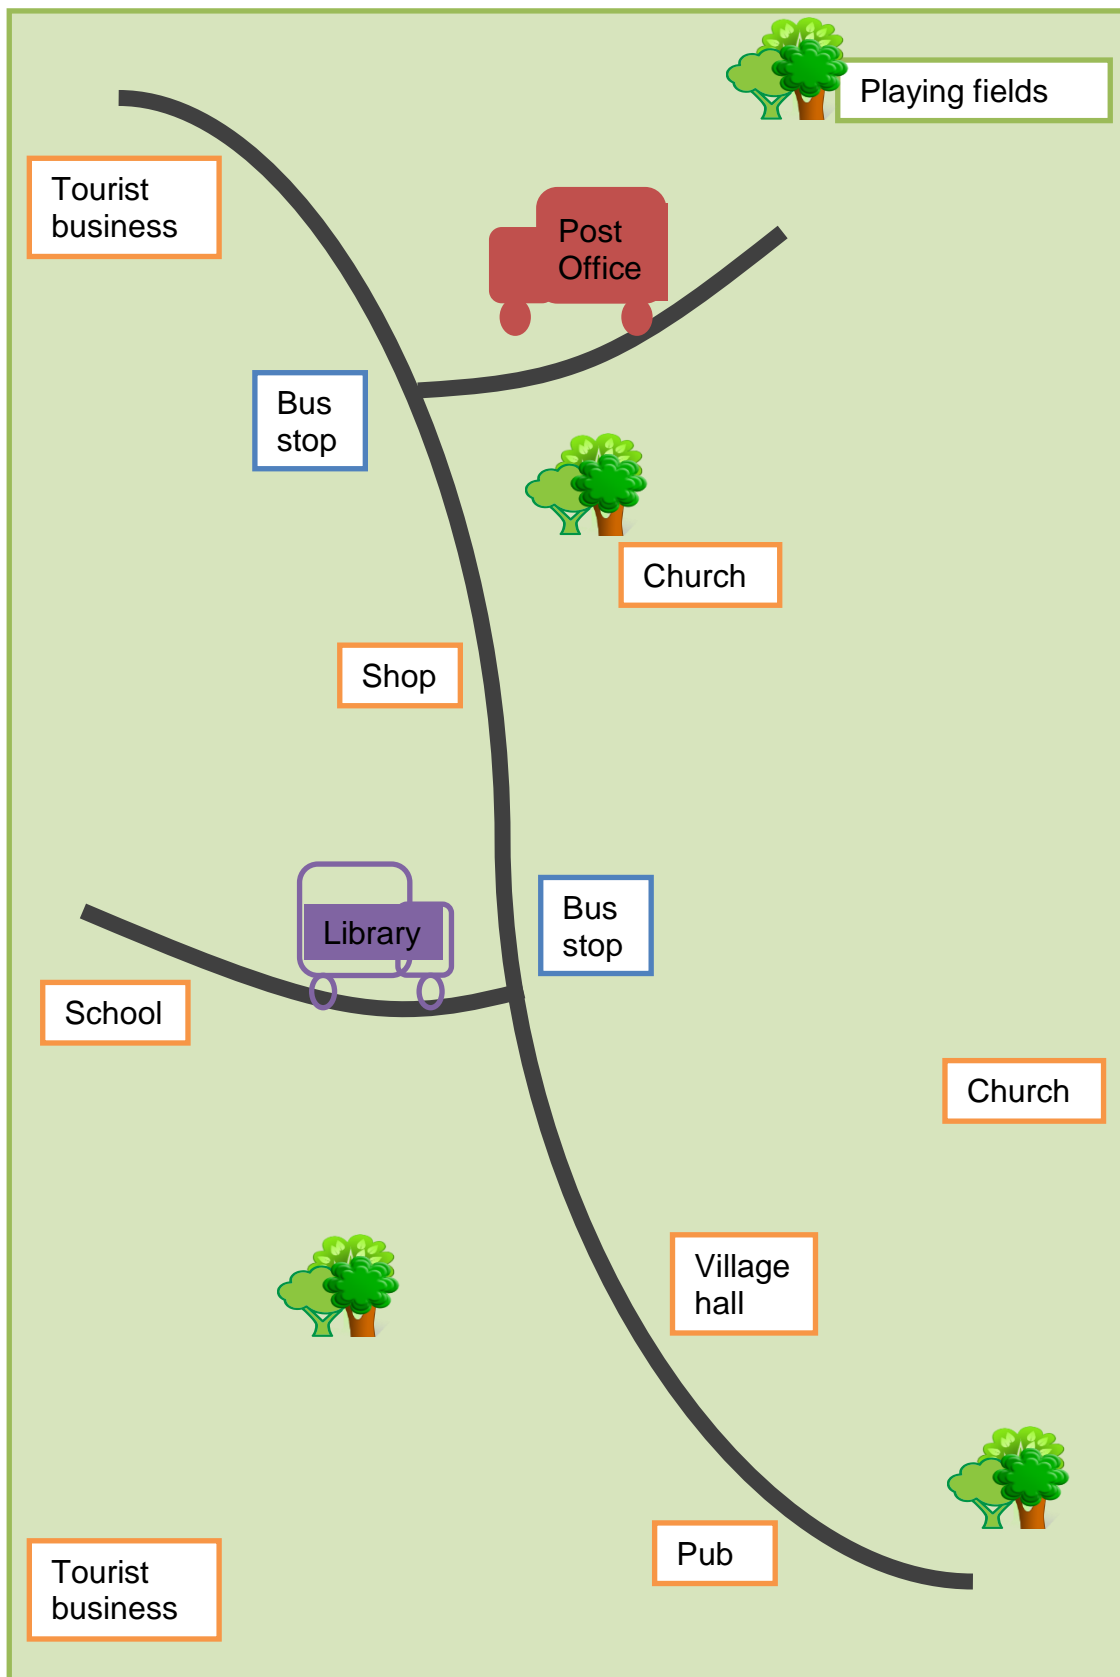 Playing fields
Tourist
business
Post
Office
Bus
stop
Church
Shop
Bus
stop
Library
School
Church
Village
hall
Pub
Tourist
business